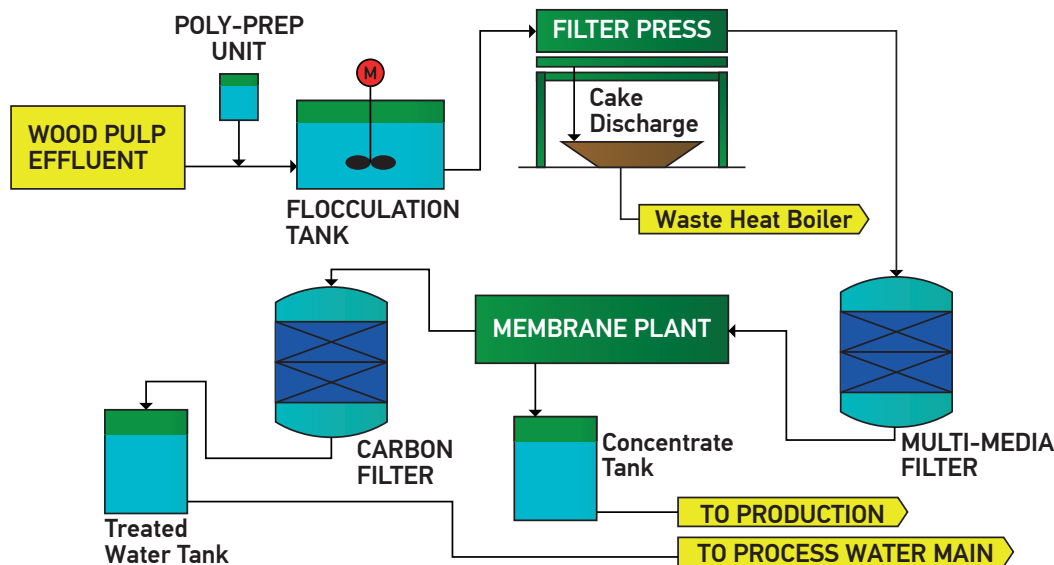 POLY-PREP
UNIT
M
FILTER PRESS
Cake
Discharge
WOOD PULP
EFFLUENT
FLOCCULATION
TANK
Waste Heat Boiler
MEMBRANE PLANT
CARBON
FILTER
Concentrate
Tank
MULTI-MEDIA
FILTER
Treated
Water Tank
TO PRODUCTION
TO PROCESS WATER MAIN